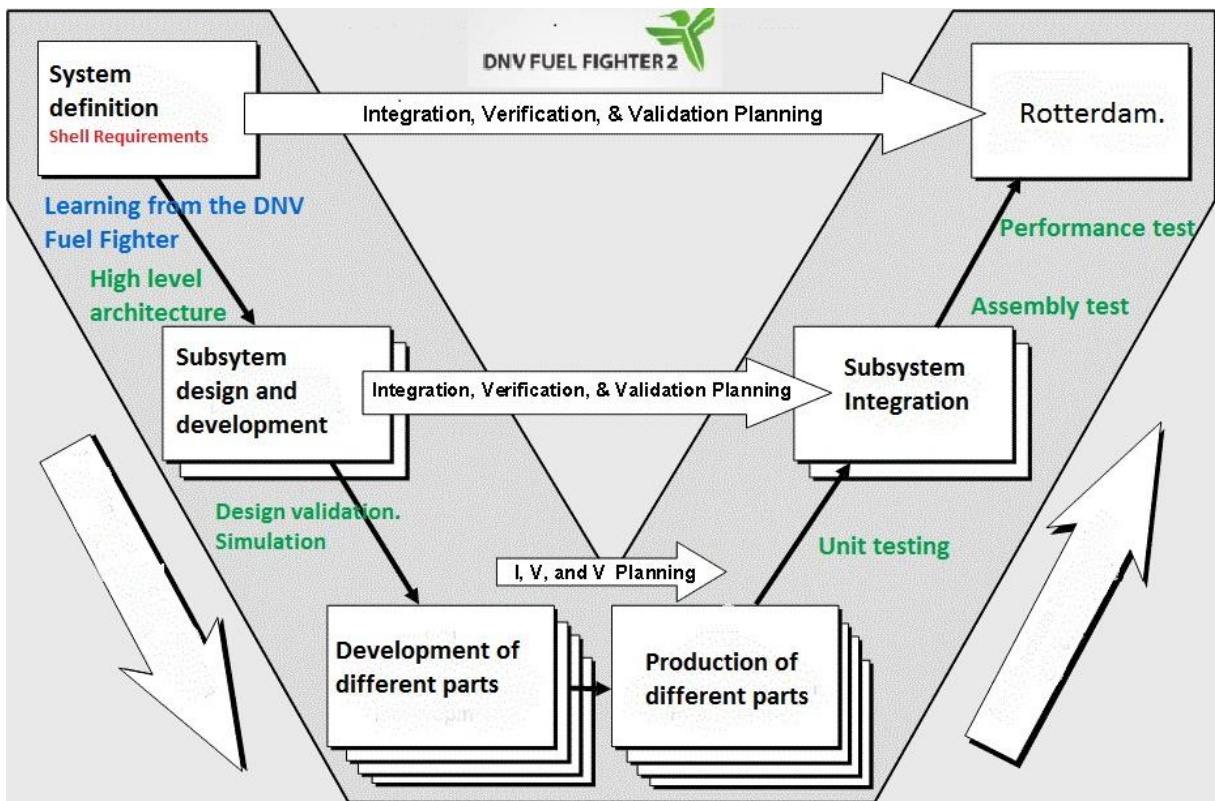 DNV FUEL FIGHTER 2
System
definition
Shell Requirements
Integration, Verification, & Validation Planning
Rotterdam.
Learning from the DNV
Fuel Fighter
High level
architecture
Performance test
Assembly test
Subsytem
design and
development
Integration, Verification, & Validation Planning
Subsystem
Integration
Design validation.
Simulation
Unit testing
I, V, and V Planning
Development of
different parts
Production of
different parts